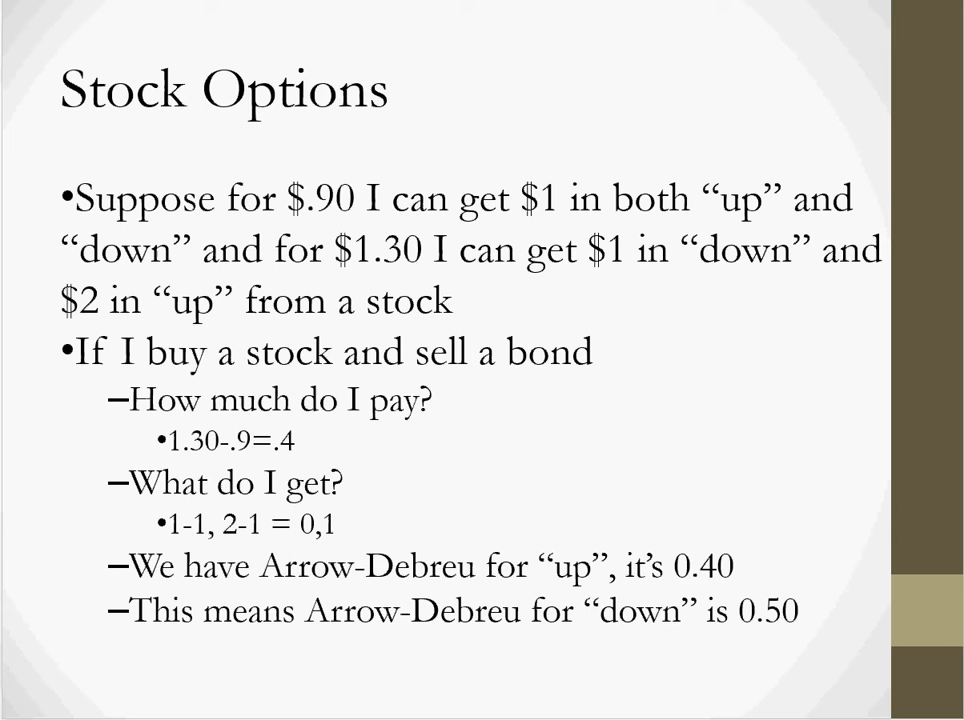 Stock Options
•Suppose for $.90 I can get $1 in both “up” and
“down” and for $1.30 I can get $1 in “down” and
$2 in “up” from a stock
•If I buy a stock and sell a bond
–How much do I pay?
•1.30-.9=.4
–What do I get?
•1-1, 2-1 = 0,1
–We have Arrow-Debreu for “up”, it’s 0.40
–This means Arrow-Debreu for “down” is 0.50